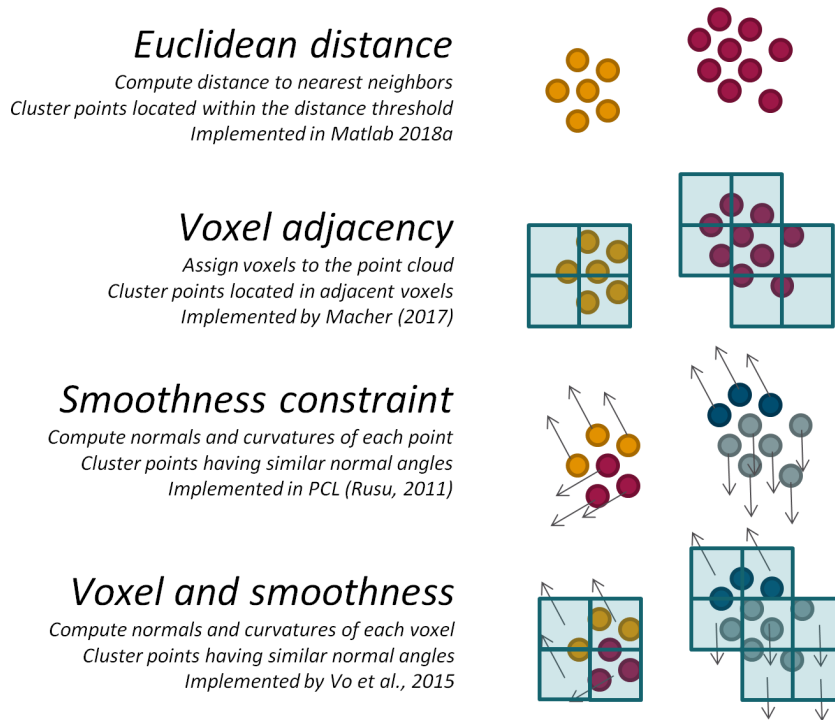 Euclidean distance
Compute distance to nearest neighbors
Cluster points located within the distance threshold
Implemented in Matlab 2018a
Voxel adjacency
Assign voxels to the point cloud
Cluster points located in adjacent voxels
Implemented by Macher (2017)
Smoothness constraint
Compute normals and curvatures of each point
Cluster points having similar normal angles
Implemented in PCL (Rusu, 2011)
Voxel and smoothness
Compute normals and curvatures of each voxel
Cluster points having similar normal angles
Implemented by Vo et al., 2015